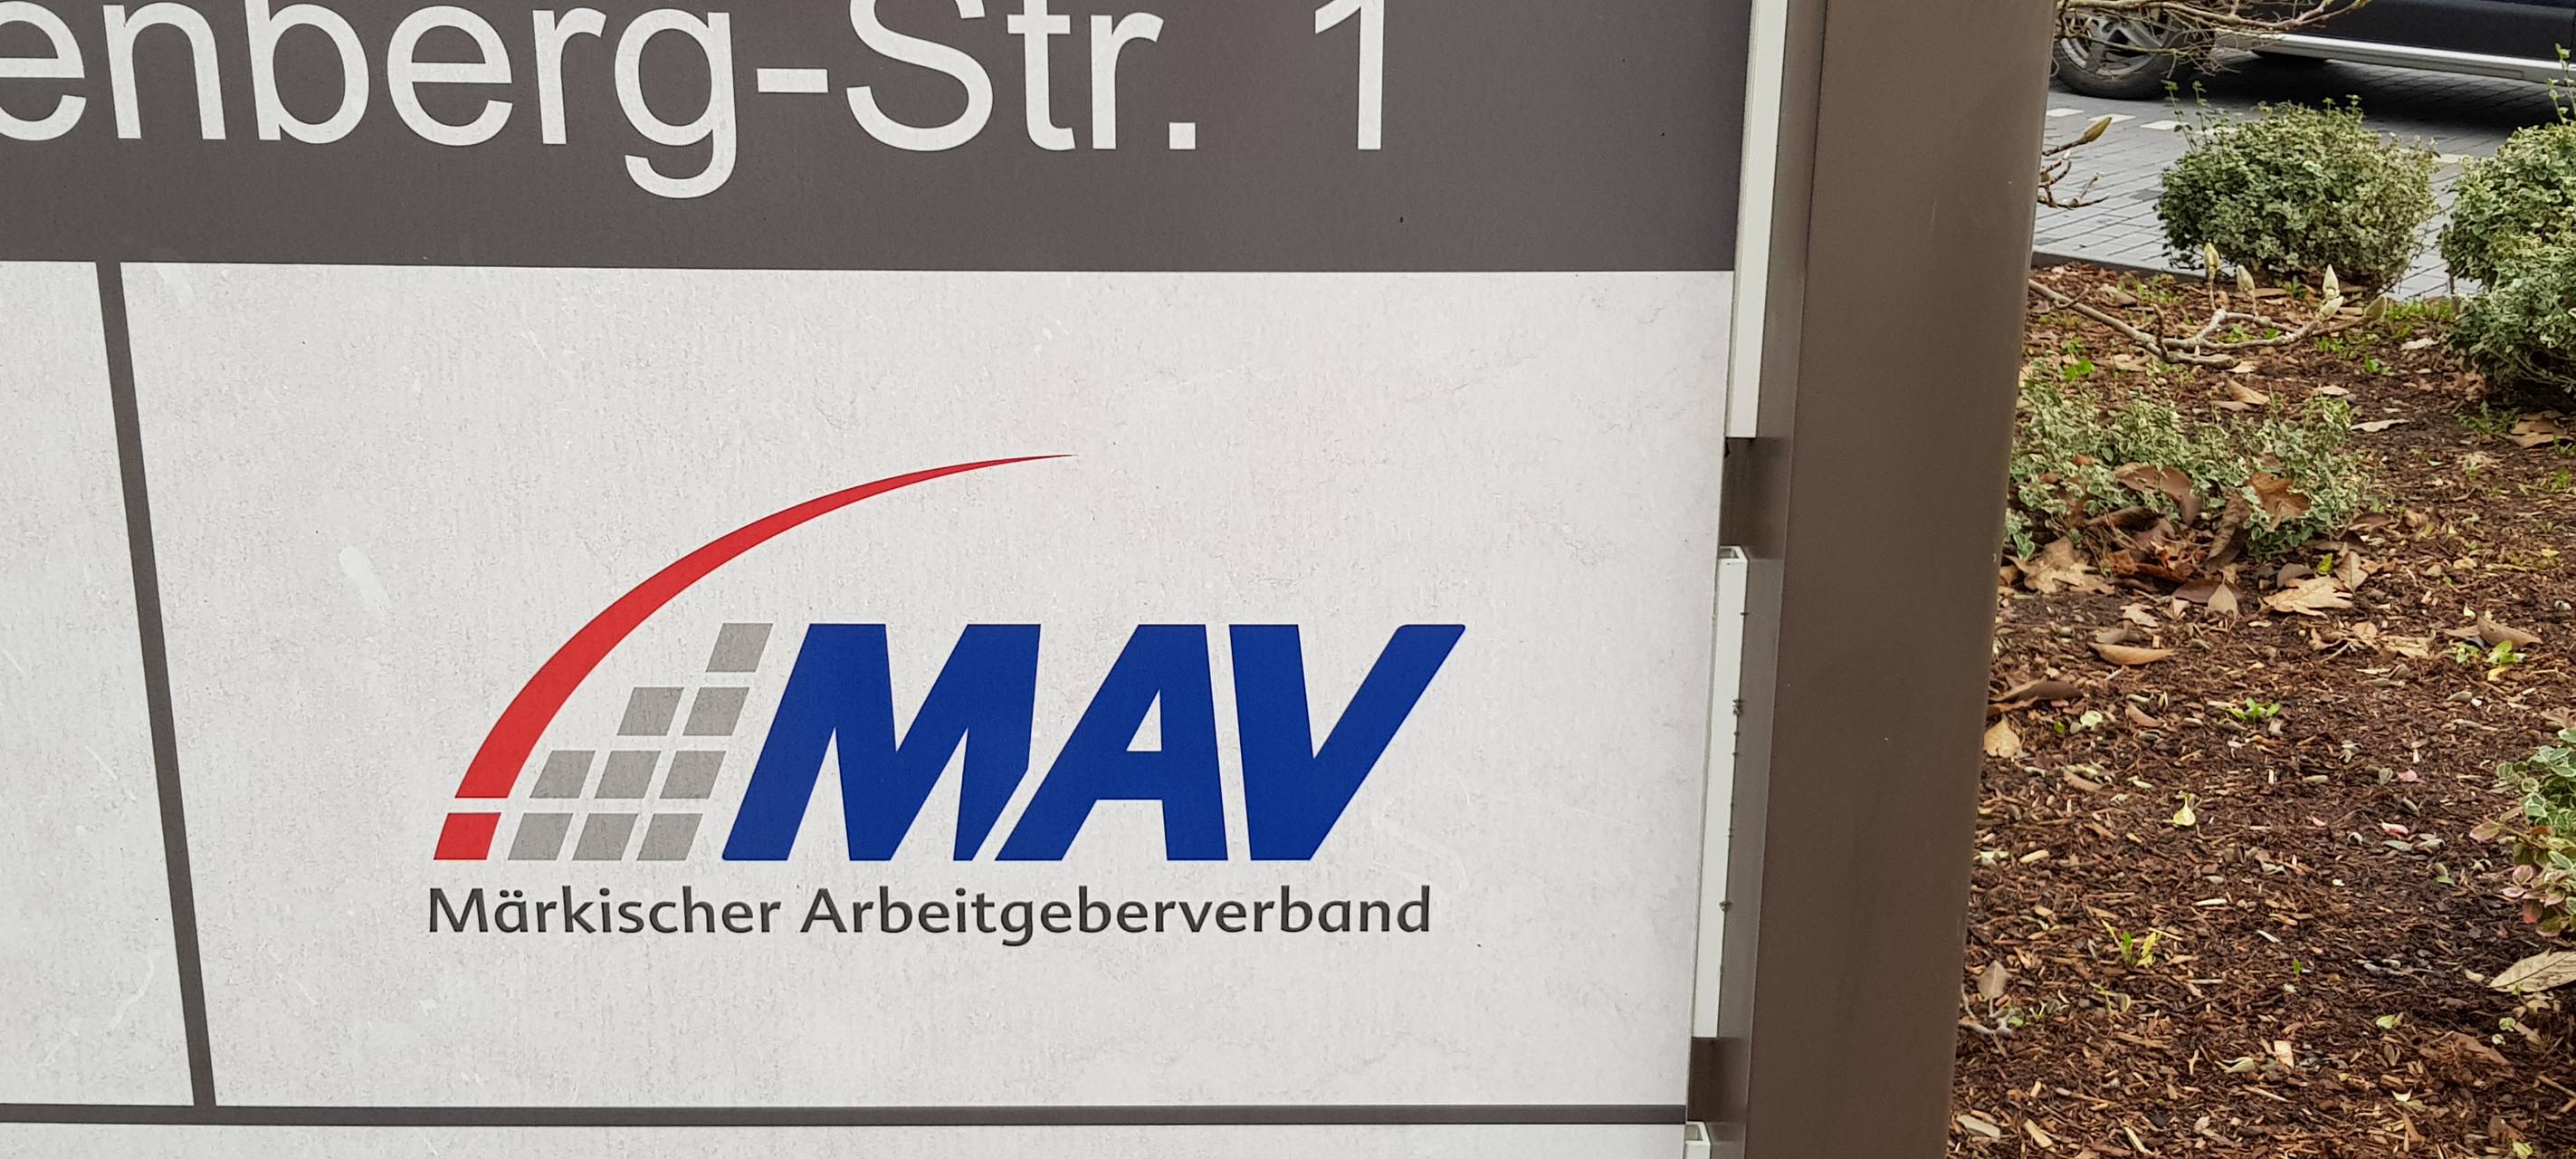 enberg-Str. 1
MAV
Märkischer Arbeitgeberverband